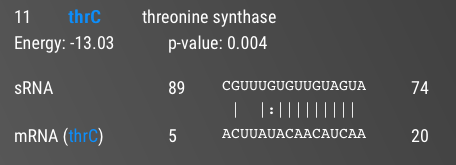 11 thrC threonine synthase
Energy: -13.03 p-value: 0.004
sRNA 89 CGUUUGUGUUGUAGUA 74
|  |:|||||||||
mRNA (thrC) 5 ACUUAUACAACAUCAA 20